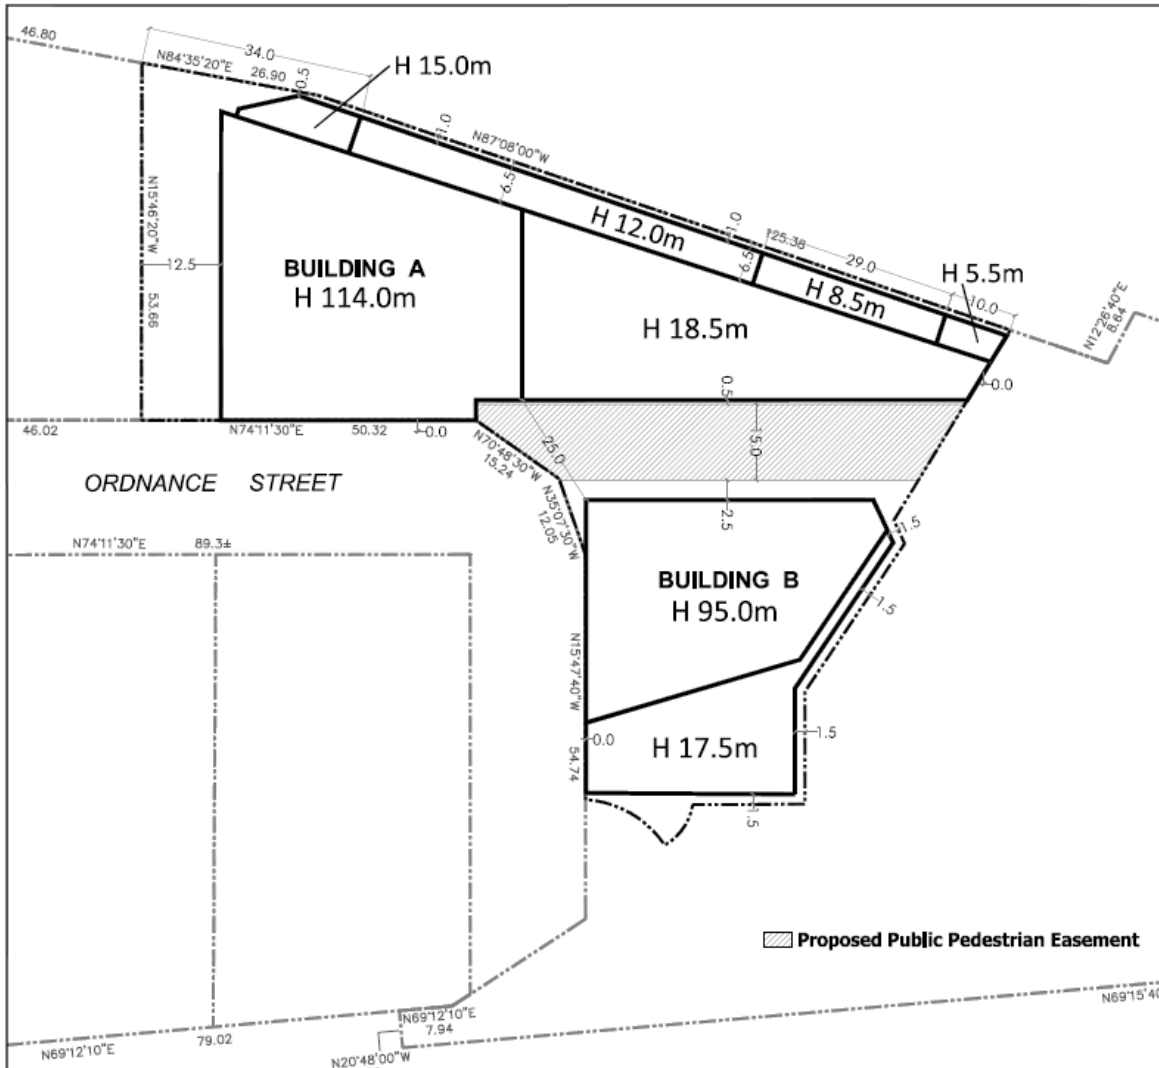 46.80
34.0
N84°35'20"E
26.90
0.5
H 15.0m
1.0
N87°08'00"W
N15°46'20"W
53.66
12.5
6.5
H 12.0m
1.0
6.5
125.38
29.0
H 8.5m
H 5.5m
10.0
N12°26'40"E
8.64
BUILDING A
H 114.0m
H 18.5m
0.0
0.5
15.0
46.02
N74°11'30"E
50.32
0.0
N70°48'30"W
15.24
25.0
N35°07'30"W
12.05
2.5
ORDNANCE STREET
N74°11'30"E
89.3±
1.5
BUILDING B
H 95.0m
1.5
N15°47'40"W
54.74
0.0
H 17.5m
1.5
1.5
Proposed Public Pedestrian Easement
N69°12'10"E
79.02
N69°12'10"E
7.94
N20°48'00"W
N69°15'40